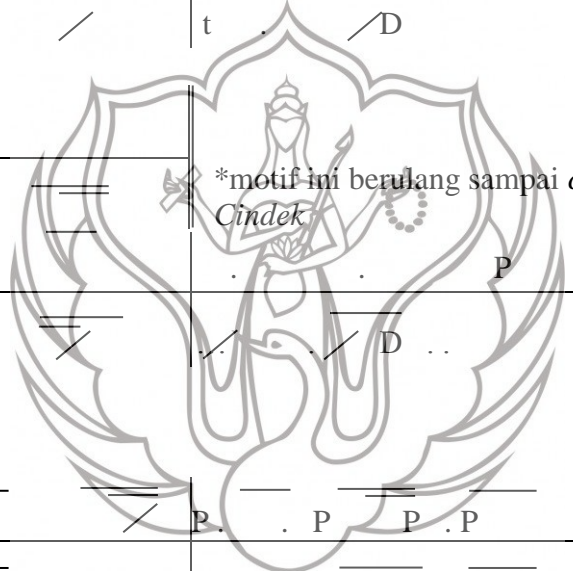 t . D
*motif ini berulang sampai
Cindek
. . P
. . . D . .
P . . P P . P